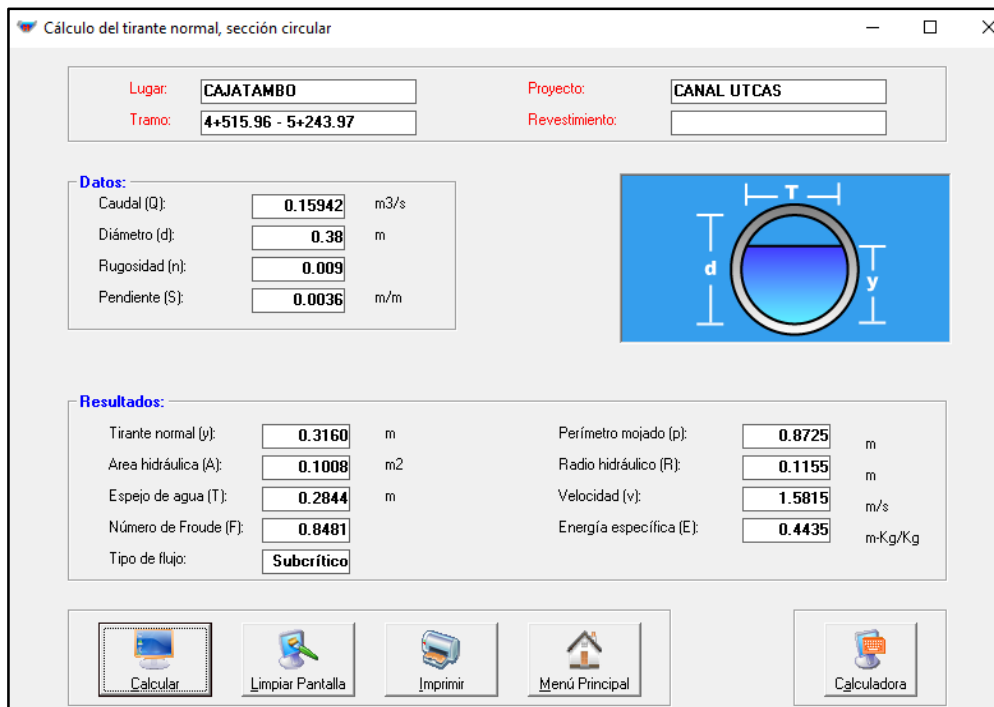 Cálculo del tirante normal, sección circular
Lugar: CAJATAMBO Proyecto: CANAL UTCAS
Tramo: 4+515.96 - 5+243.97 Revestimiento:
Datos:
Caudal (Q): 0.15942 m3/s
Diámetro (d): 0.38 m
Rugosidad (n): 0.009
Pendiente (S): 0.0036 m/m
T
d
y
Resultados:
Tirante normal (y): 0.3160 m Perímetro mojado (p): 0.8725 m
Area hidráulica (A): 0.1008 m2 Radio hidráulico (R): 0.1155 m
Espejo de agua (T): 0.2844 m Velocidad (v): 1.5815 m/s
Número de Froude (F): 0.8481 Energía específica (E): 0.4435 m-Kg/Kg
Tipo de flujo: Subcrítico
Calcular Limpiar Pantalla Imprimir Menú Principal Calculadora